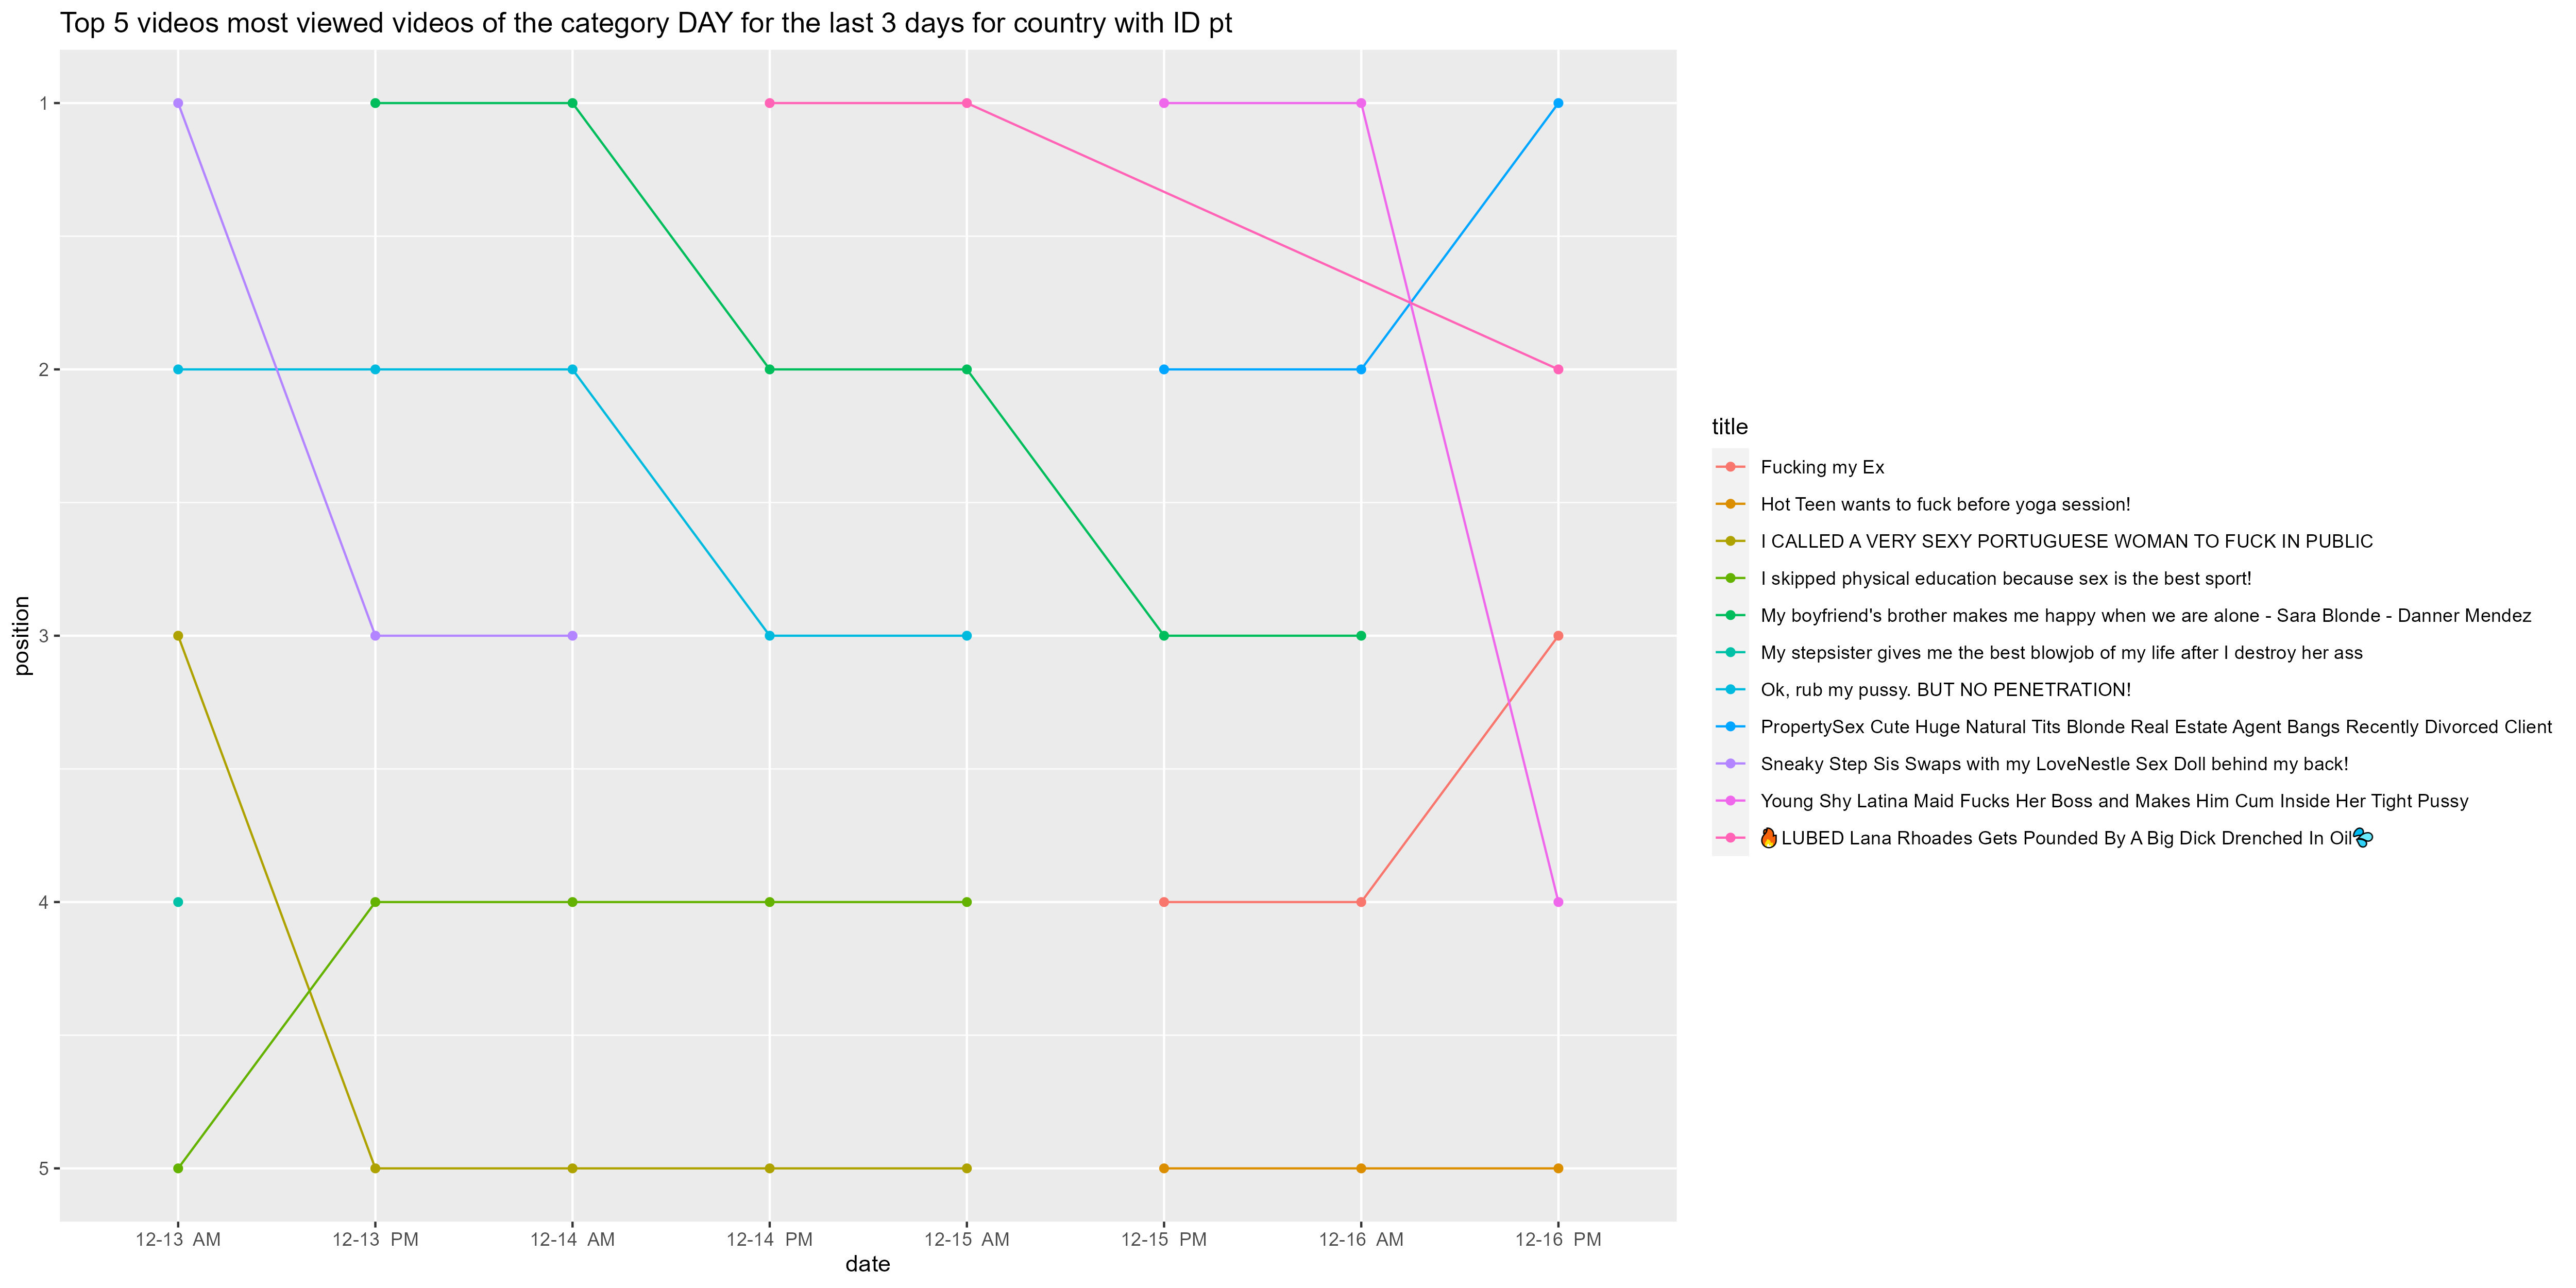 Top 5 videos most viewed videos of the category DAY for the last 3 days for country with ID pt
position
1
2
3
4
5
12-13 AM
12-13 PM
12-14 AM
12-14 PM
12-15 AM
12-15 PM
12-16 AM
12-16 PM
date
title
Fucking my Ex
Hot Teen wants to fuck before yoga session!
I CALLED A VERY SEXY PORTUGUESE WOMAN TO FUCK IN PUBLIC
I skipped physical education because sex is the best sport!
My boyfriend's brother makes me happy when we are alone - Sara Blonde - Danner Mendez
My stepsister gives me the best blowjob of my life after I destroy her ass
Ok, rub my pussy. BUT NO PENETRATION!
PropertySex Cute Huge Natural Tits Blonde Real Estate Agent Bangs Recently Divorced Client
Sneaky Step Sis Swaps with my LoveNestle Sex Doll behind my back!
Young Shy Latina Maid Fucks Her Boss and Makes Him Cum Inside Her Tight Pussy
🔥LUBED Lana Rhoades Gets Pounded By A Big Dick Drenched In Oil💦